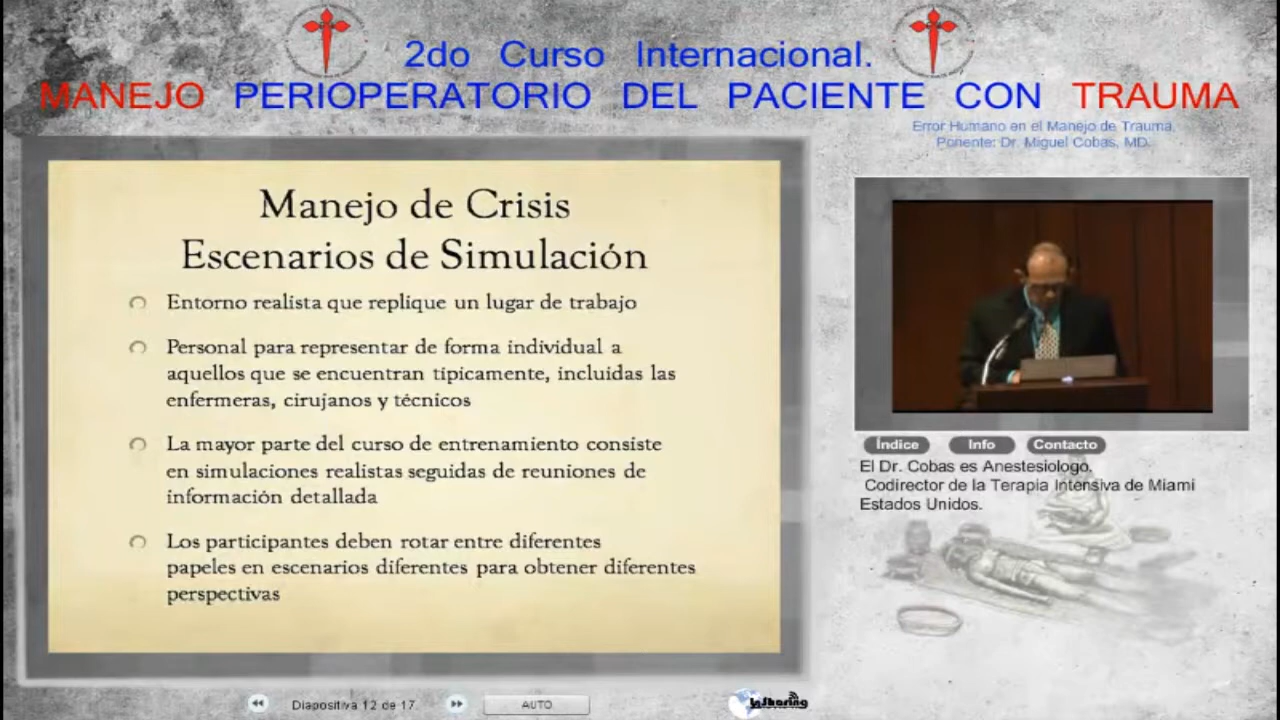 2do Curso Internacional.
MANEJO PERIOPERATORIO DEL PACIENTE CON TRAUMA
Error Humano en el Manejo de Trauma.
Ponente: Dr. Miguel Cobas, MD.
Manejo de Crisis
Escenarios de Simulación
Entorno realista que replique un lugar de trabajo
Personal para representar de forma individual a
aquellos que se encuentran típicamente, incluidas las
enfermeras, cirujanos y técnicos
La mayor parte del curso de entrenamiento consiste
en simulaciones realistas seguidas de reuniones de
información detallada
Los participantes deben rotar entre diferentes
papeles en escenarios diferentes para obtener diferentes
perspectivas
Índice Info Contacto
El Dr. Cobas es Anestesiologo.
Codirector de la Terapia Intensiva de Miami
Estados Unidos.
Diapositiva 12 de 17
AUTO